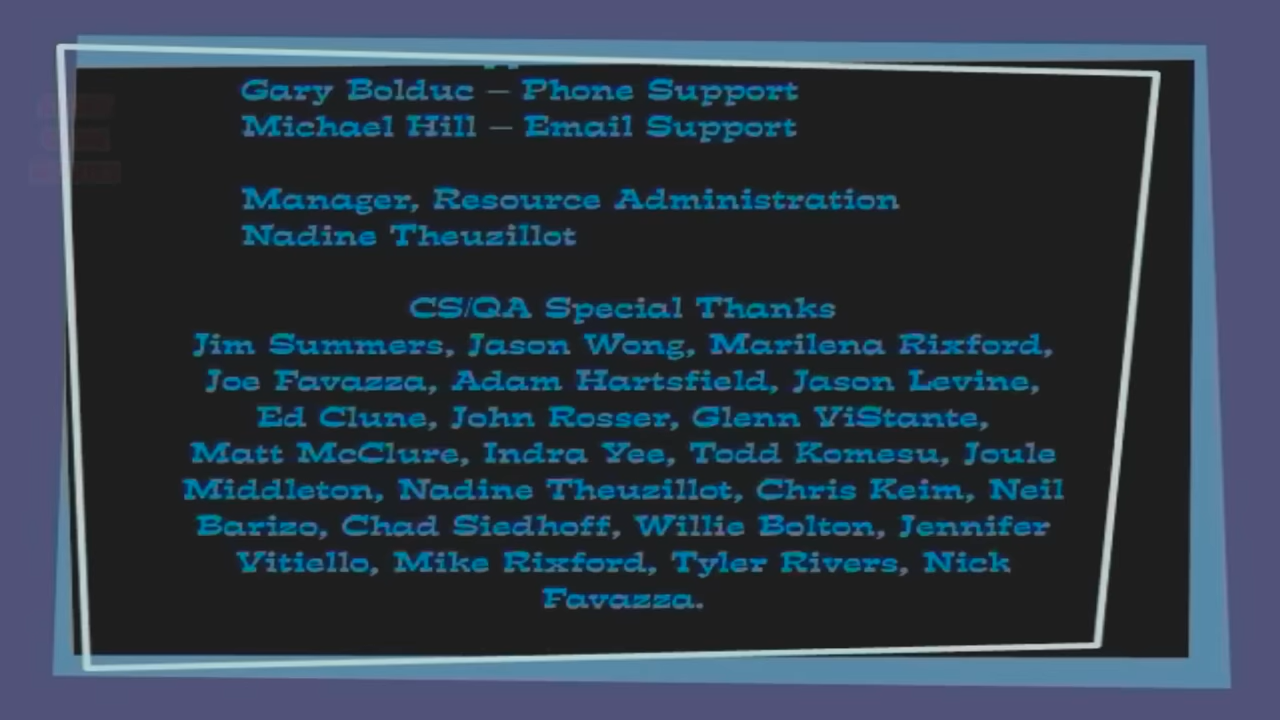 Gary Bolduc – Phone Support
Michael Hill – Email Support
Manager, Resource Administration
Nadine Theuzillot
CS/QA Special Thanks
Jim Summers, Jason Wong, Marilena Rixford,
Joe Favazza, Adam Hartsfield, Jason Levine,
Ed Clune, John Rosser, Glenn ViStante,
Matt McClure, Indra Yee, Todd Komesu, Joule
Middleton, Nadine Theuzillot, Chris Keim, Neil
Barizo, Chad Siedhoff, Willie Bolton, Jennifer
Vitiello, Mike Rixford, Tyler Rivers, Nick
Favazza.